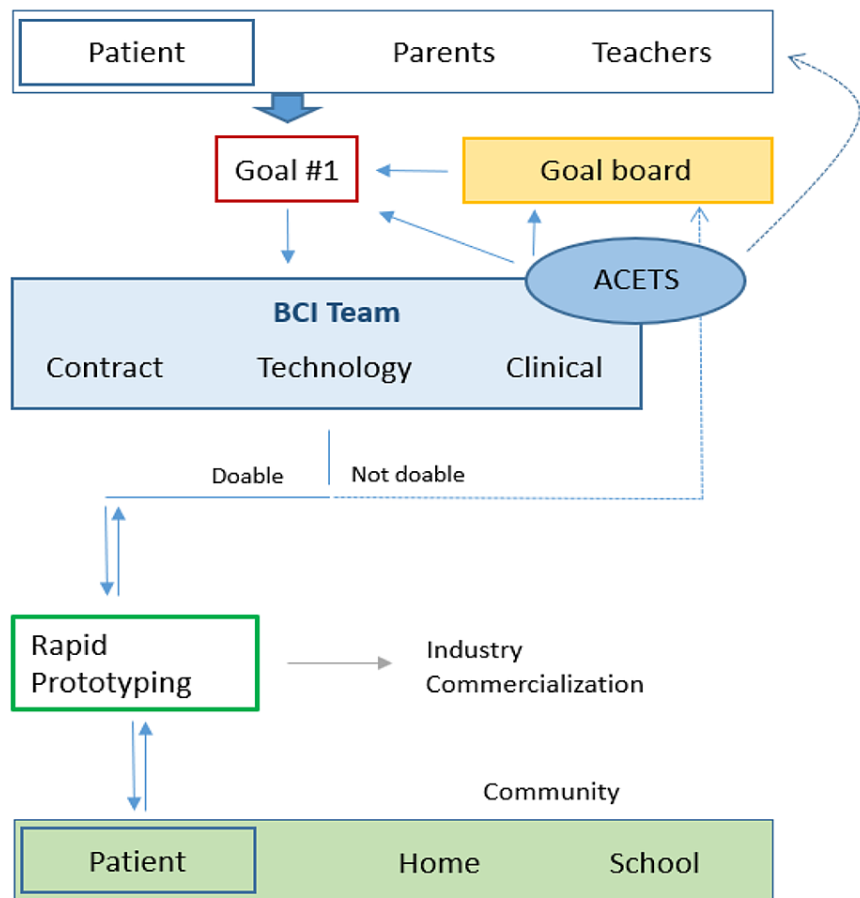 Patient Parents Teachers
Goal #1 Goal board
ACETS
BCI Team
Contract Technology Clinical
Doable Not doable
Rapid
Prototyping
Industry
Commercialization
Community
Patient Home School